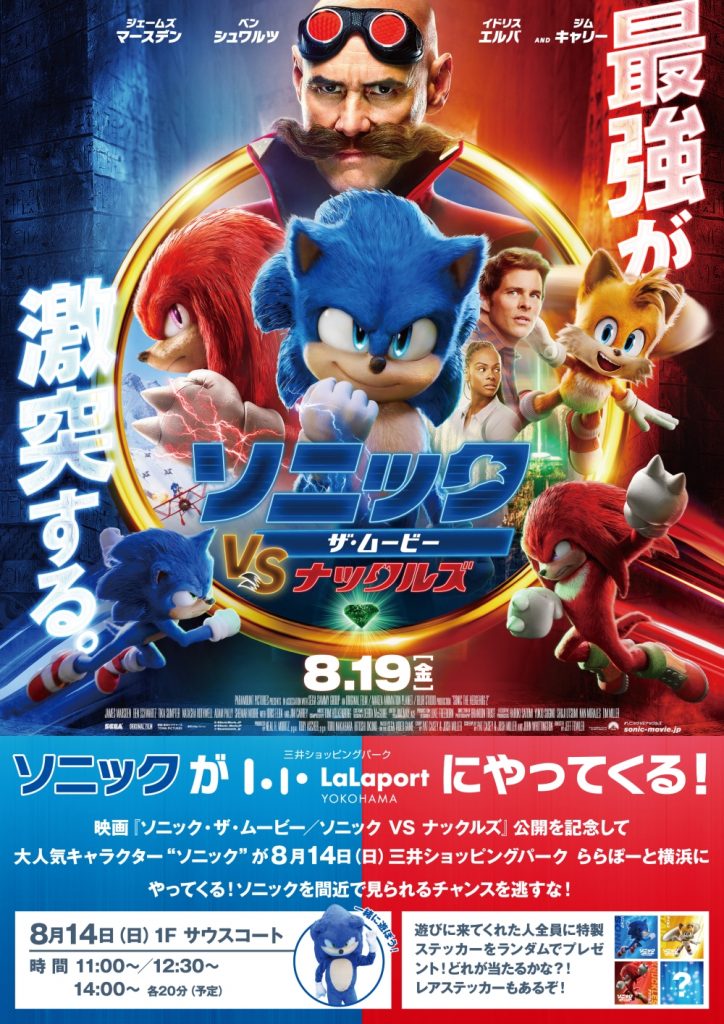 ジェームズ
マースデン
ベン
シュワルツ
イドリス
エルバ
AND
ジム
キャリー
最強が
激突する。
ソニック
ザ・ムービー
VS
ナックルズ
8.19[金]
SEGA
sonic-movie.jp
三井ショッピングパーク
ソニックが LaLaport にやってくる!
YOKOHAMA
映画『ソニック・ザ・ムービー/ソニック VS ナックルズ』公開を記念して
大人気キャラクター“ソニック”が8月14日(日)三井ショッピングパーク ららぽーと横浜に
やってくる!ソニックを間近で見られるチャンスを逃すな!
8月14日(日)1F サウスコート
時間 11:00~/12:30~
14:00~ 各20分(予定)
一緒に遊ぼう!
遊びに来てくれた人全員に特製
ステッカーをランダムでプレゼ
ント!どれが当たるかな?!
レアステッカーもあるぞ!
?